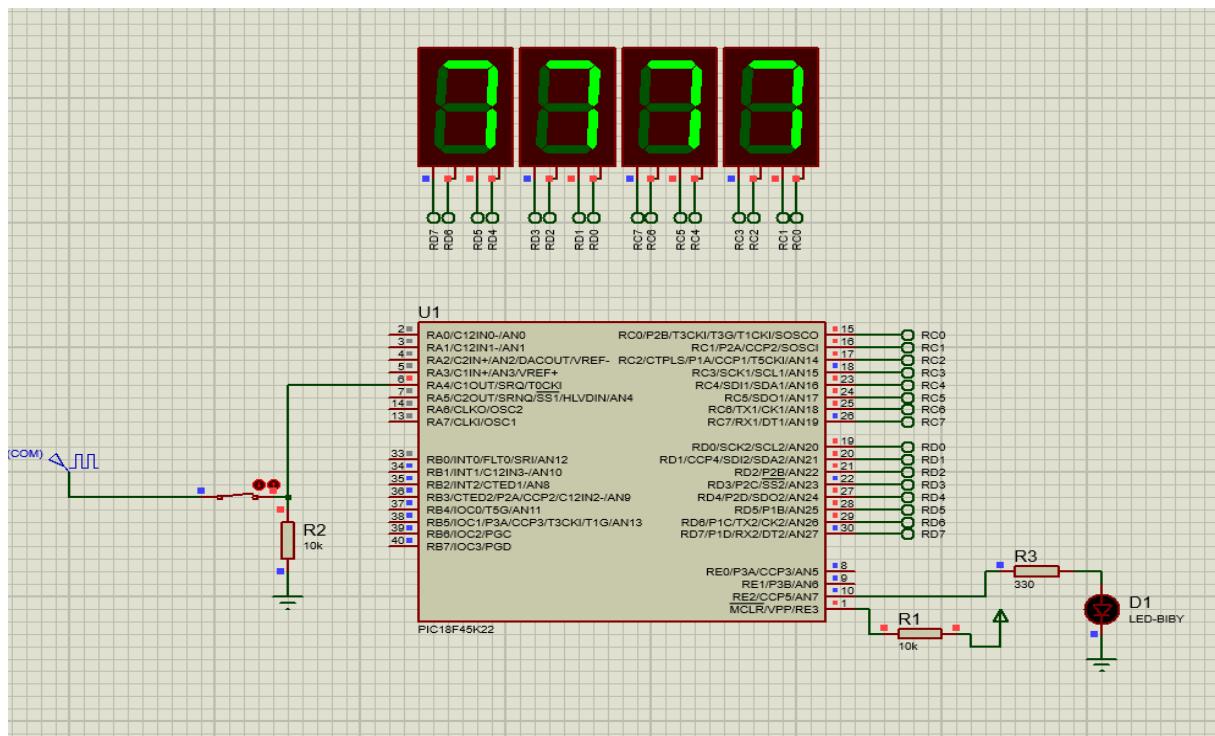 7 7 7 7
RD7 RD6 RD5 RD4 RD3 RD2 RD1 RD0 RC7 RC6 RC5 RC4 RC3 RC2 RC1 RC0
U1
2 RA0/C12IN0-/AN0 RC0/P2B/T3CKI/T3G/T1CKI/SOSCO 15 RC0
3 RA1/C12IN1-/AN1 RC1/P2A/CCP2/SOSCI 16 RC1
4 RA2/C2IN+/AN2/DACOUT/VREF- RC2/CTPLS/P1A/CCP1/T5CKI/AN14 17 RC2
5 RA3/C1IN+/AN3/VREF+ RC3/SCK1/SCL1/AN15 18 RC3
6 RA4/C1OUT/SRQ/T0CKI RC4/SDI1/SDA1/AN16 23 RC4
7 RA5/C2OUT/SRNQ/SS1/HLVDIN/AN4 RC5/SDO1/AN17 24 RC5
14 RA6/CLKO/OSC2 RC6/TX1/CK1/AN18 25 RC6
13 RA7/CLKI/OSC1 RC7/RX1/DT1/AN19 26 RC7
RD0/SCK2/SCL2/AN20 19 RD0
(COM) 33 RB0/INT0/FLT0/SRI/AN12 RD1/CCP4/SDI2/SDA2/AN21 20 RD1
34 RB1/INT1/C12IN3-/AN10 RD2/P2B/AN22 21 RD2
35 RB2/INT2/CTED1/AN8 RD3/P2C/SS2/AN23 22 RD3
36 RB3/CTED2/P2A/CCP2/C12IN2-/AN9 RD4/P2D/SDO2/AN24 27 RD4
37 RB4/IOC0/T5G/AN11 RD5/P1B/AN25 28 RD5
38 RB5/IOC1/P3A/CCP3/T3CKI/T1G/AN13 RD6/P1C/TX2/CK2/AN26 29 RD6
39 RB6/IOC2/PGC RD7/P1D/RX2/DT2/AN27 30 RD7
40 RB7/IOC3/PGD
R2
10k
RE0/P3A/CCP3/AN5 8
RE1/P3B/AN6 9
RE2/CCP5/AN7 10
MCLR/VPP/RE3 1
R3
330
D1
LED-BIBY
R1
10k
PIC18F45K22